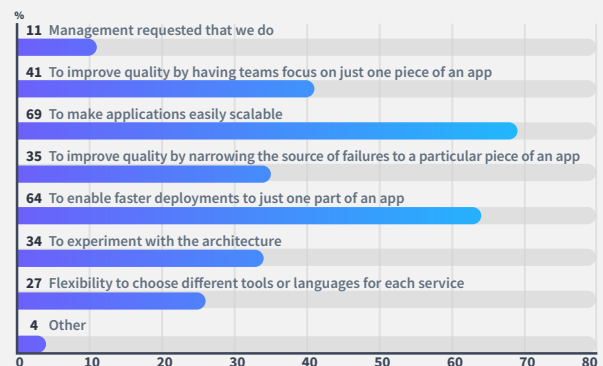 %
11 Management requested that we do
41 To improve quality by having teams focus on just one piece of an app
69 To make applications easily scalable
35 To improve quality by narrowing the source of failures to a particular piece of an app
64 To enable faster deployments to just one part of an app
34 To experiment with the architecture
27 Flexibility to choose different tools or languages for each service
4 Other
0 10 20 30 40 50 60 70 80